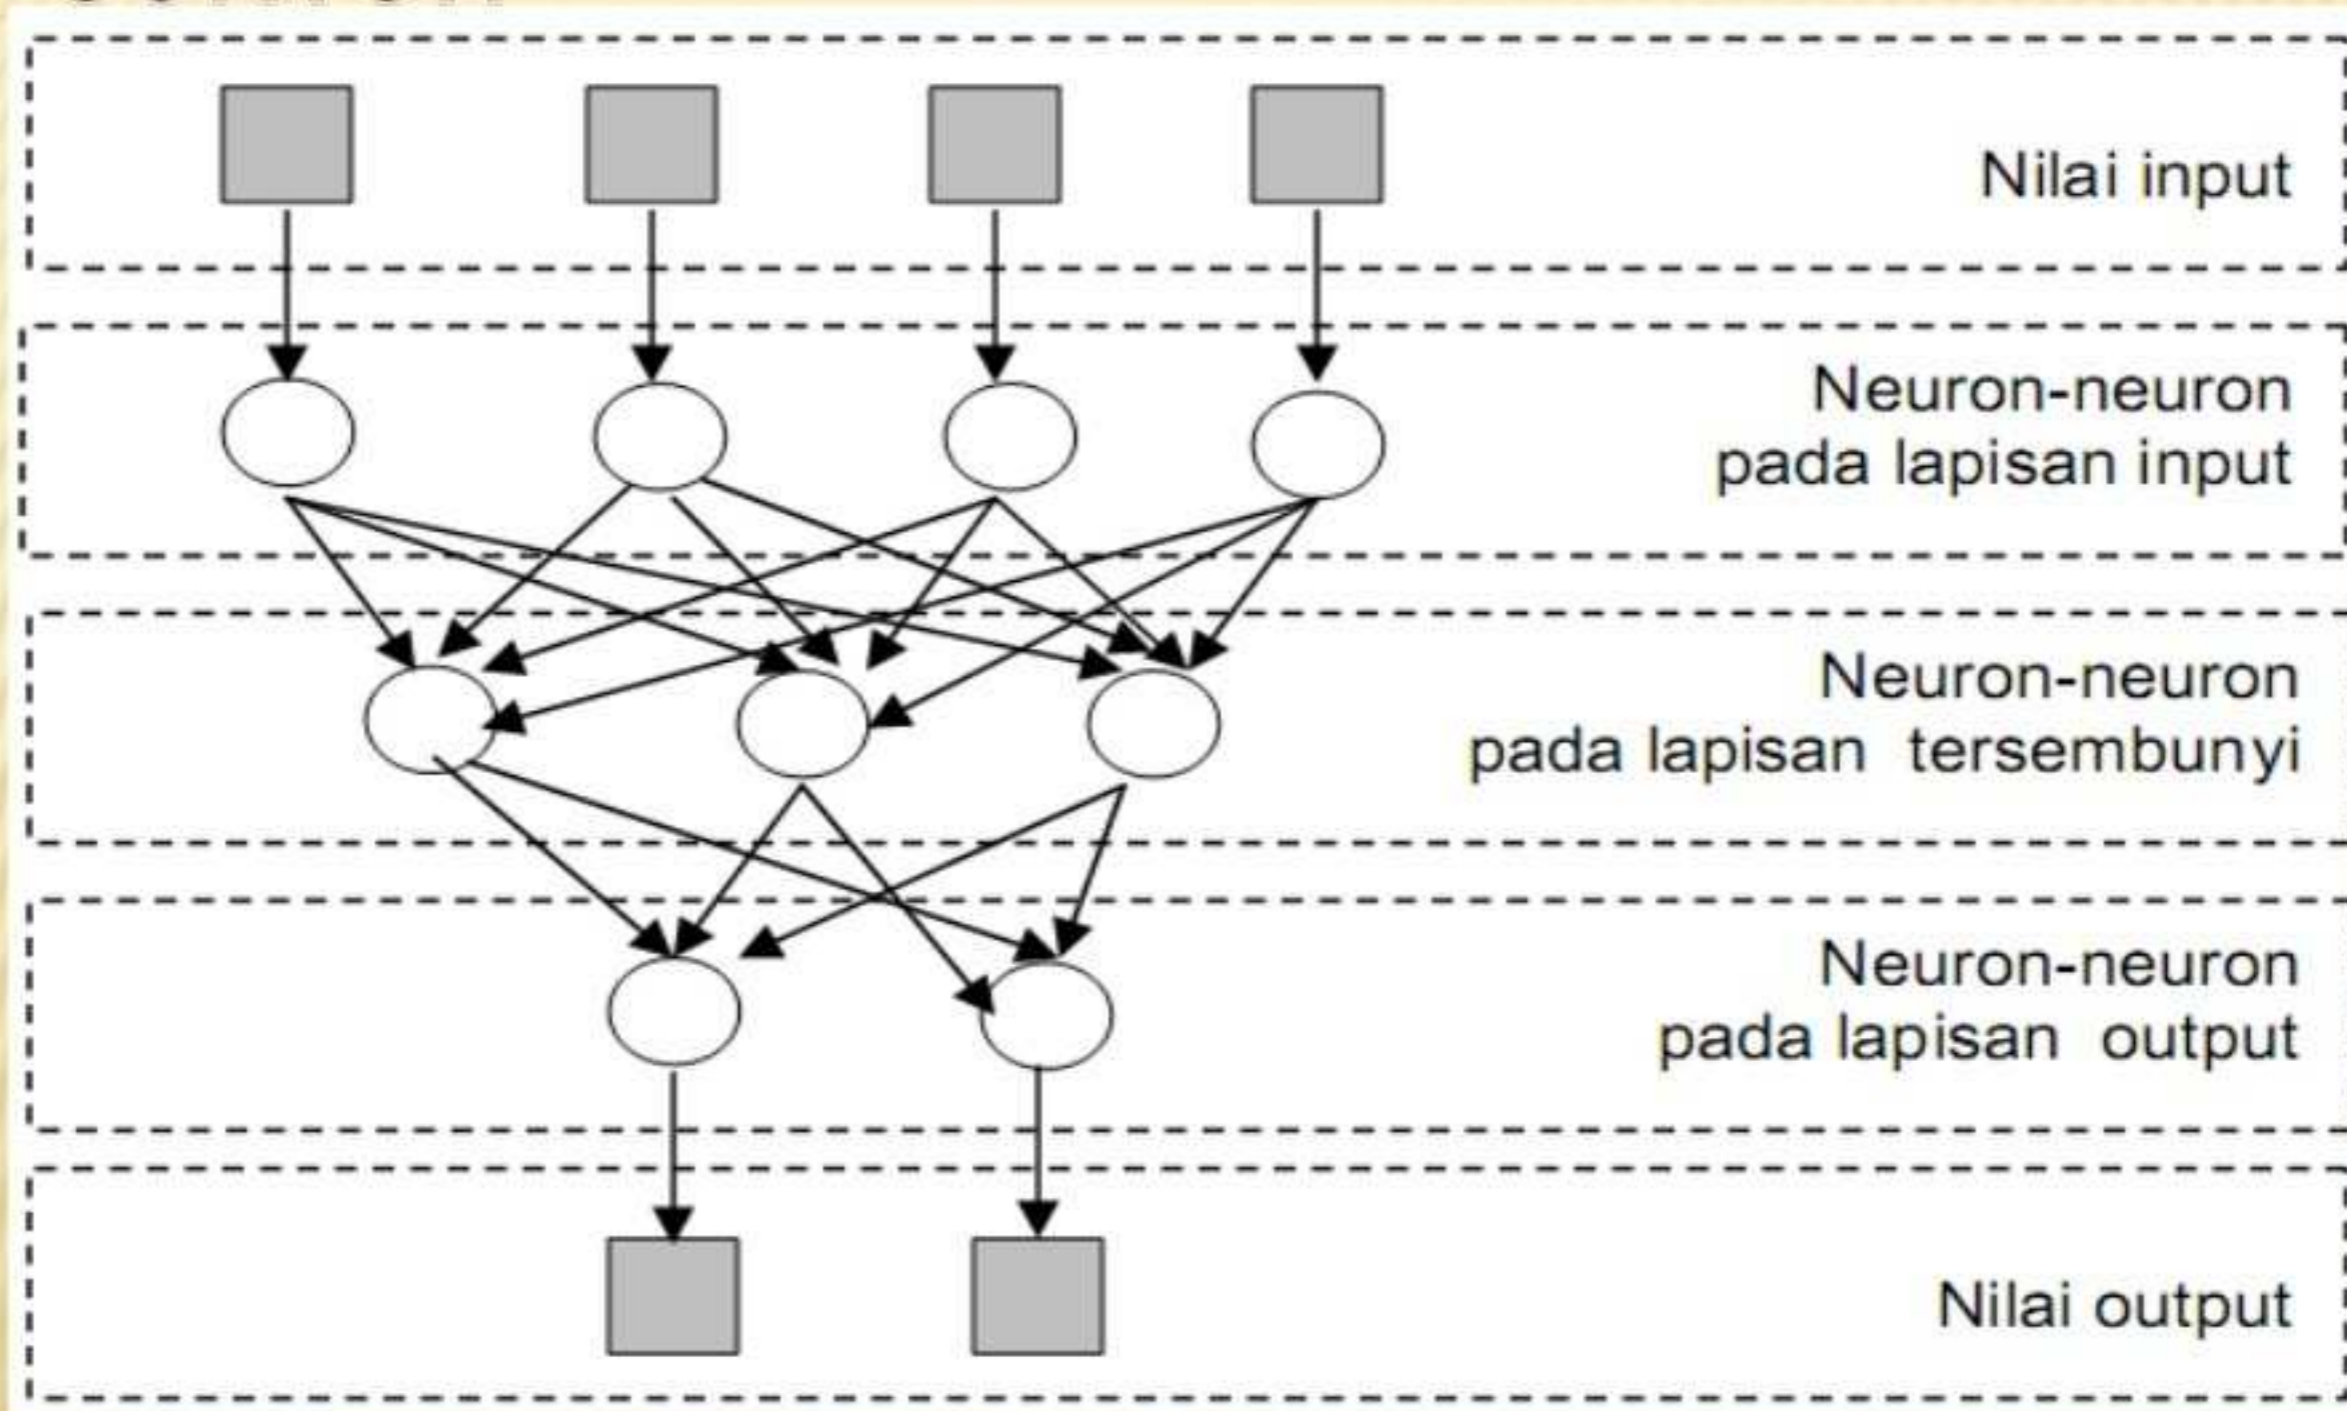 Nilai input
Neuron-neuron
pada lapisan input
Neuron-neuron
pada lapisan tersembunyi
Neuron-neuron
pada lapisan output
Nilai output